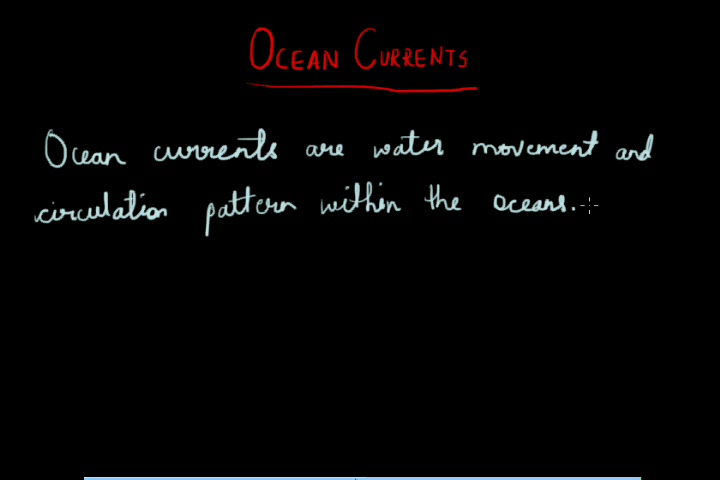 OCEAN CURRENTS
Ocean currents are water movement and
circulation pattern within the oceans.